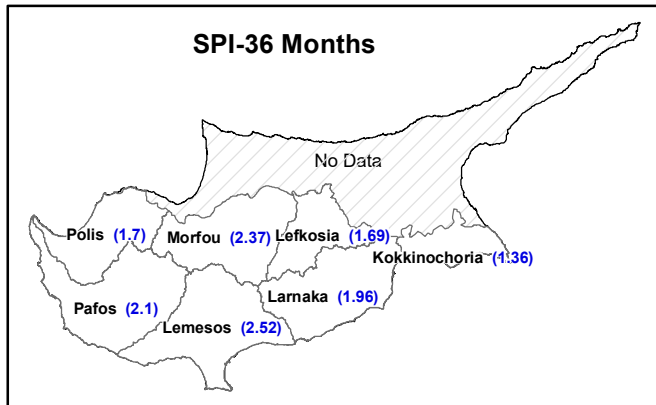 SPI-36 Months
No Data
Polis (1.7)
Morfou (2.37)
Lefkosia (1.69)
Kokkinochoria (1.36)
Pafos (2.1)
Lemesos (2.52)
Larnaka (1.96)